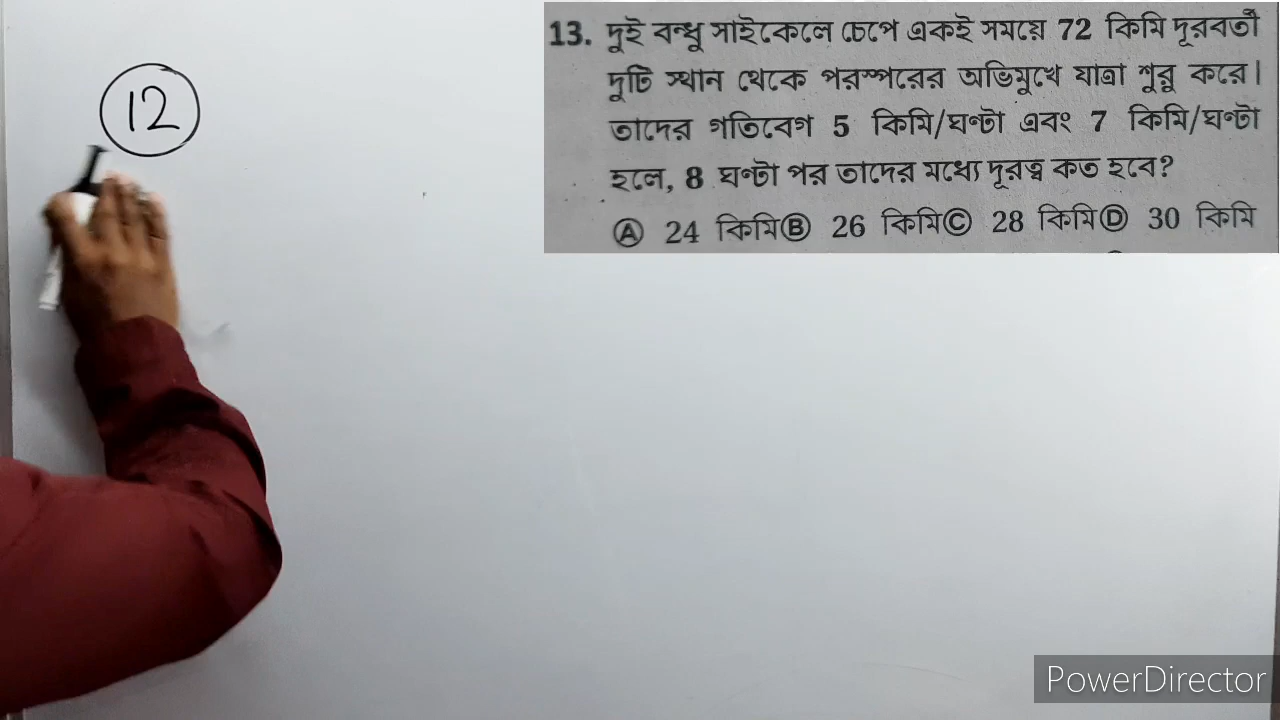 12
13. দুই বন্ধু সাইকেলে চেপে একই সময়ে 72 কিমি দূরবর্তী
দুটি স্থান থেকে পরস্পরের অভিমুখে যাত্রা শুরু করে।
তাদের গতিবেগ 5 কিমি/ঘণ্টা এবং 7 কিমি/ঘণ্টা
হলে, 8 ঘণ্টা পর তাদের মধ্যে দূরত্ব কত হবে?
Ⓐ 24 কিমি Ⓑ 26 কিমি Ⓒ 28 কিমি Ⓓ 30 কিমি
PowerDirector